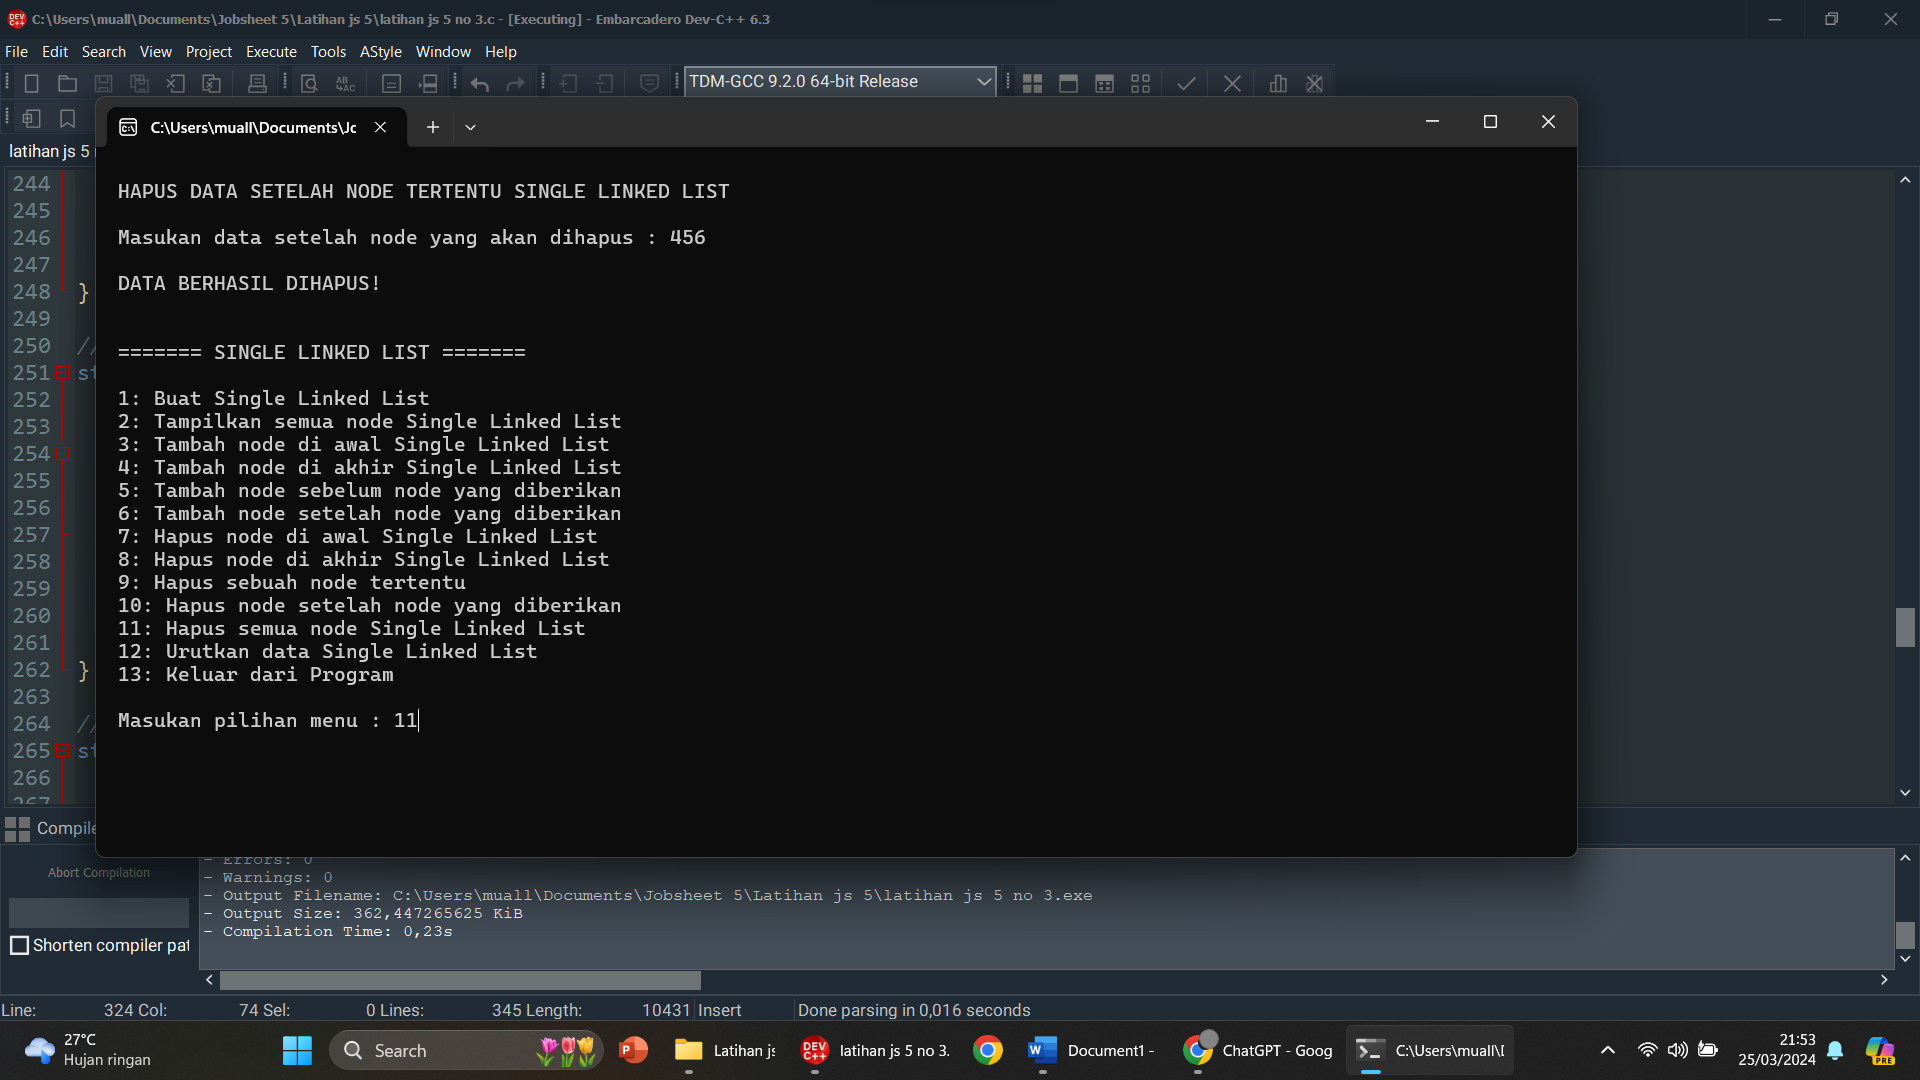 C:\Users\muall\Documents\Jobsheet 5\Latihan js 5\latihan js 5 no 3.c - [Executing] - Embarcadero Dev-C++ 6.3
File Edit Search View Project Execute Tools AStyle Window Help
TDM-GCC 9.2.0 64-bit Release
C:\Users\muall\Documents\Jc
latihan js 5
244
245
246
247
248 }
249
250 //
251 st
252
253
254
255
256
257
258
259
260
261
262 }
263
264 //
265 st
266
267
HAPUS DATA SETELAH NODE TERTENTU SINGLE LINKED LIST
Masukan data setelah node yang akan dihapus : 456
DATA BERHASIL DIHAPUS!
======= SINGLE LINKED LIST =======
1: Buat Single Linked List
2: Tampilkan semua node Single Linked List
3: Tambah node di awal Single Linked List
4: Tambah node di akhir Single Linked List
5: Tambah node sebelum node yang diberikan
6: Tambah node setelah node yang diberikan
7: Hapus node di awal Single Linked List
8: Hapus node di akhir Single Linked List
9: Hapus sebuah node tertentu
10: Hapus node setelah node yang diberikan
11: Hapus semua node Single Linked List
12: Urutkan data Single Linked List
13: Keluar dari Program
Masukan pilihan menu : 11
Compile
Abort Compilation
Shorten compiler pat
- Errors: 0
- Warnings: 0
- Output Filename: C:\Users\muall\Documents\Jobsheet 5\Latihan js 5\latihan js 5 no 3.exe
- Output Size: 362,447265625 KiB
- Compilation Time: 0,23s
Line: 324 Col: 74 Sel: 0 Lines: 345 Length: 10431 Insert Done parsing in 0,016 seconds
27°C
Hujan ringan
Search
Latihan js
latihan js 5 no 3.
Document1 -
ChatGPT - Goog
C:\Users\muall\[
21:53
25/03/2024